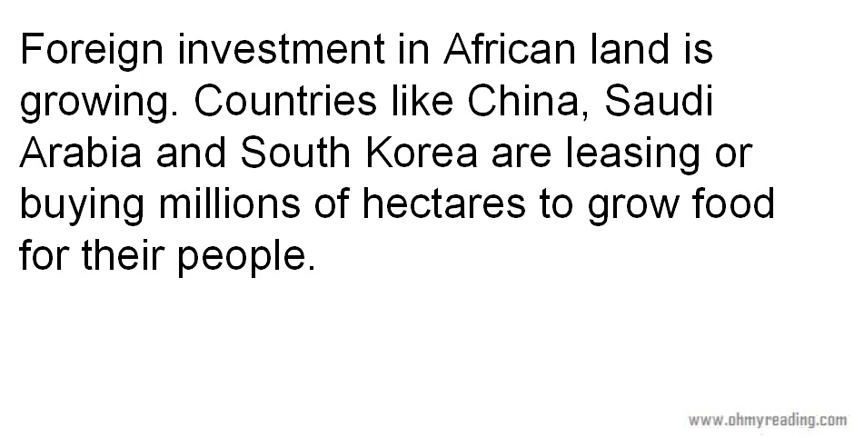 Foreign investment in African land is
growing. Countries like China, Saudi
Arabia and South Korea are leasing or
buying millions of hectares to grow food
for their people.
www.ohmyreading.com